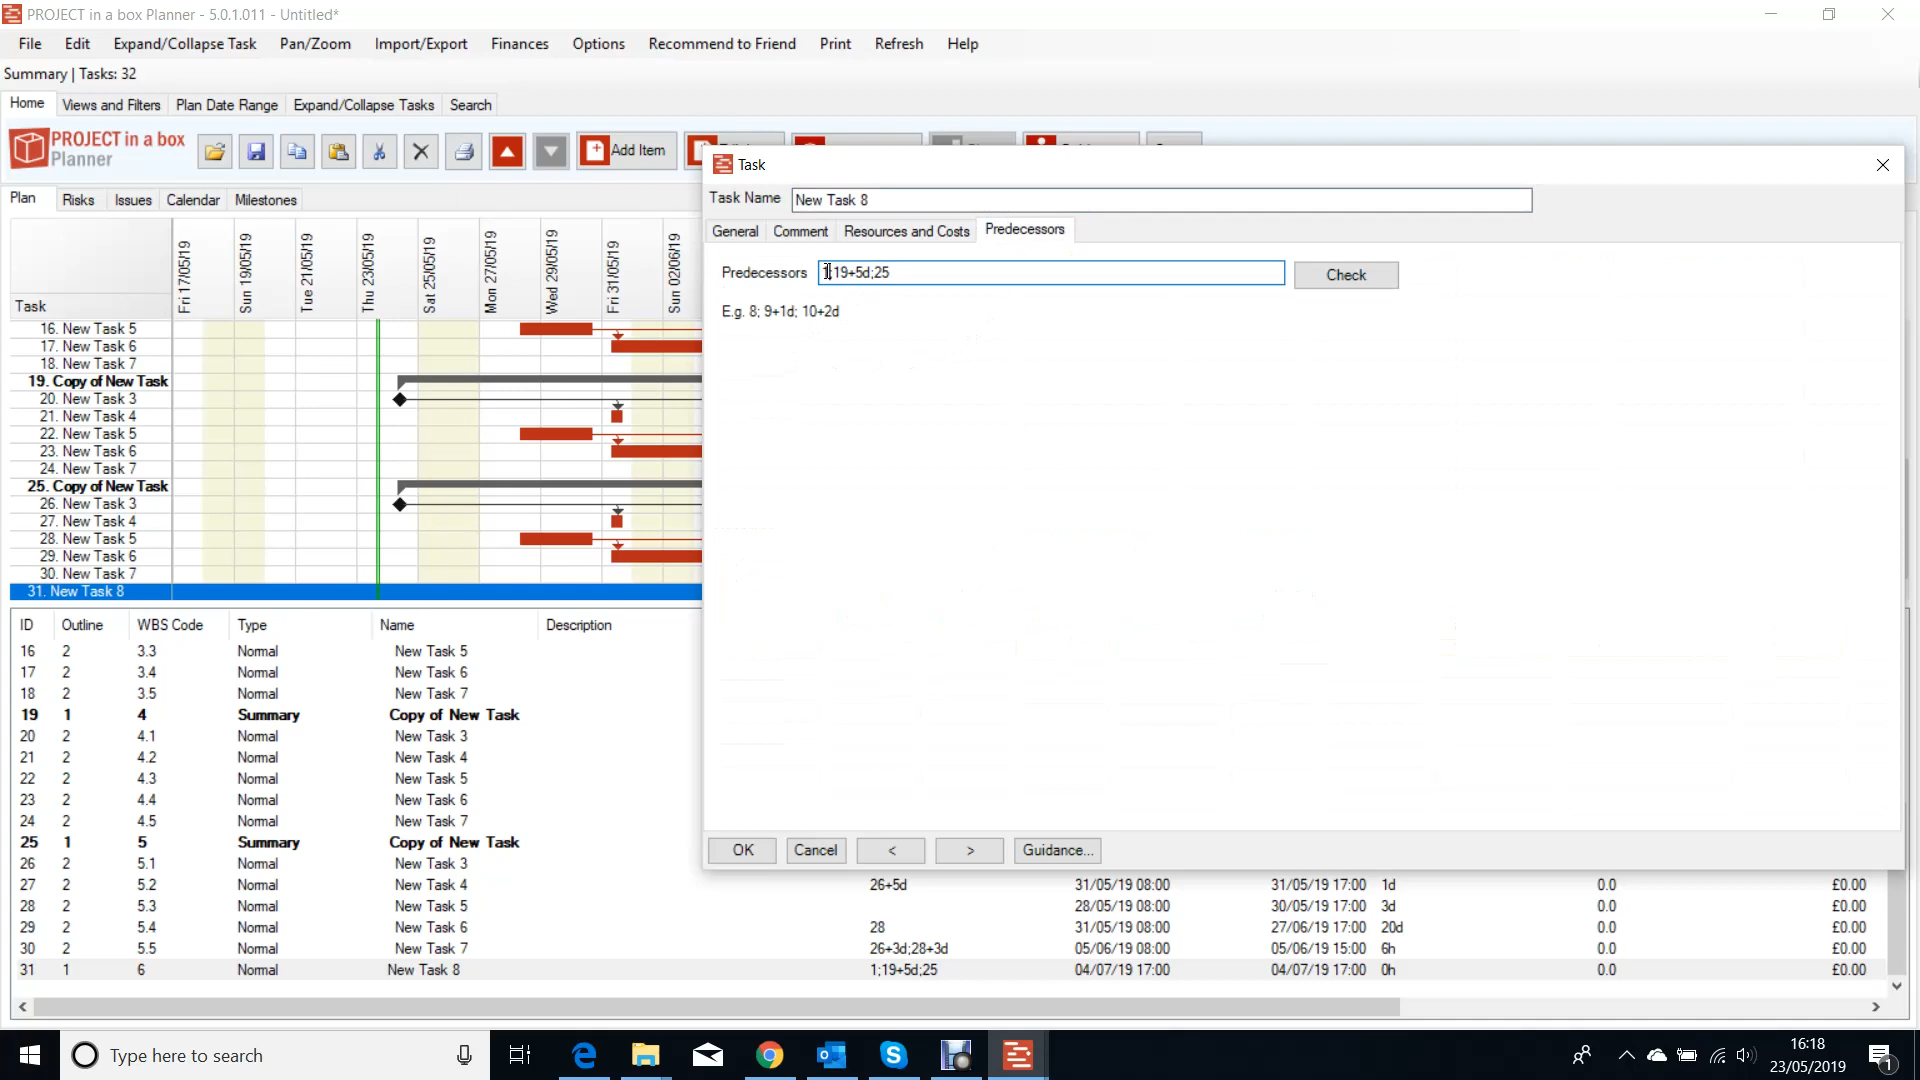 PROJECT in a box Planner - 5.0.1.011 - Untitled*
File Edit Expand/Collapse Task Pan/Zoom Import/Export Finances Options Recommend to Friend Print Refresh Help
Summary | Tasks: 32
Home Views and Filters Plan Date Range Expand/Collapse Tasks Search
PROJECT in a box
Planner
Add Item
Task
Task Name New Task 8
Plan Risks Issues Calendar Milestones
General Comment Resources and Costs Predecessors
Predecessors 1;19+5d;25 Check
E.g. 8; 9+1d; 10+2d
Task Fri 17/05/19 Sun 19/05/19 Tue 21/05/19 Thu 23/05/19 Sat 25/05/19 Mon 27/05/19 Wed 29/05/19 Fri 31/05/19 Sun 02/06/19
16. New Task 5
17. New Task 6
18. New Task 7
19. Copy of New Task
20. New Task 3
21. New Task 4
22. New Task 5
23. New Task 6
24. New Task 7
25. Copy of New Task
26. New Task 3
27. New Task 4
28. New Task 5
29. New Task 6
30. New Task 7
31. New Task 8
ID Outline WBS Code Type Name Description
16 2 3.3 Normal New Task 5
17 2 3.4 Normal New Task 6
18 2 3.5 Normal New Task 7
19 1 4 Summary Copy of New Task
20 2 4.1 Normal New Task 3
21 2 4.2 Normal New Task 4
22 2 4.3 Normal New Task 5
23 2 4.4 Normal New Task 6
24 2 4.5 Normal New Task 7
25 1 5 Summary Copy of New Task
OK Cancel < > Guidance...
26 2 5.1 Normal New Task 3
27 2 5.2 Normal New Task 4 26+5d 31/05/19 08:00 31/05/19 17:00 1d 0.0 £0.00
28 2 5.3 Normal New Task 5 28/05/19 08:00 30/05/19 17:00 3d 0.0 £0.00
29 2 5.4 Normal New Task 6 28 31/05/19 08:00 27/06/19 17:00 20d 0.0 £0.00
30 2 5.5 Normal New Task 7 26+3d;28+3d 05/06/19 08:00 05/06/19 15:00 6h 0.0 £0.00
31 1 6 Normal New Task 8 1;19+5d;25 04/07/19 17:00 04/07/19 17:00 0h 0.0 £0.00
Type here to search
16:18
23/05/2019
1